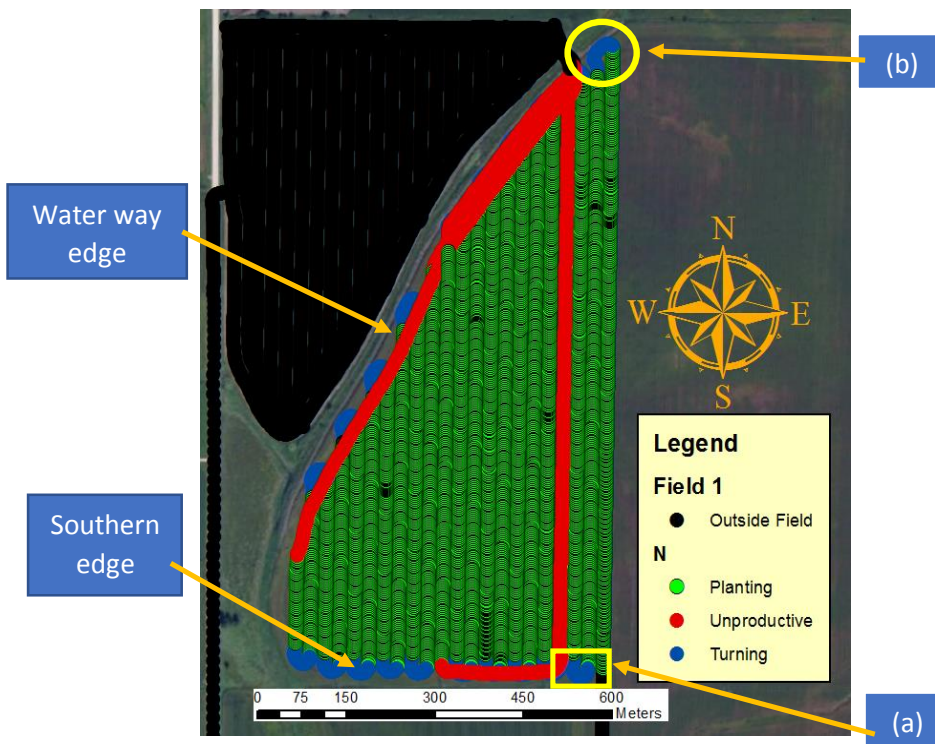 (b)
Water way
edge
N
W
E
S
Legend
Field 1
Outside Field
N
Planting
Unproductive
Turning
Southern
edge
0 75 150 300 450 600
Meters
(a)